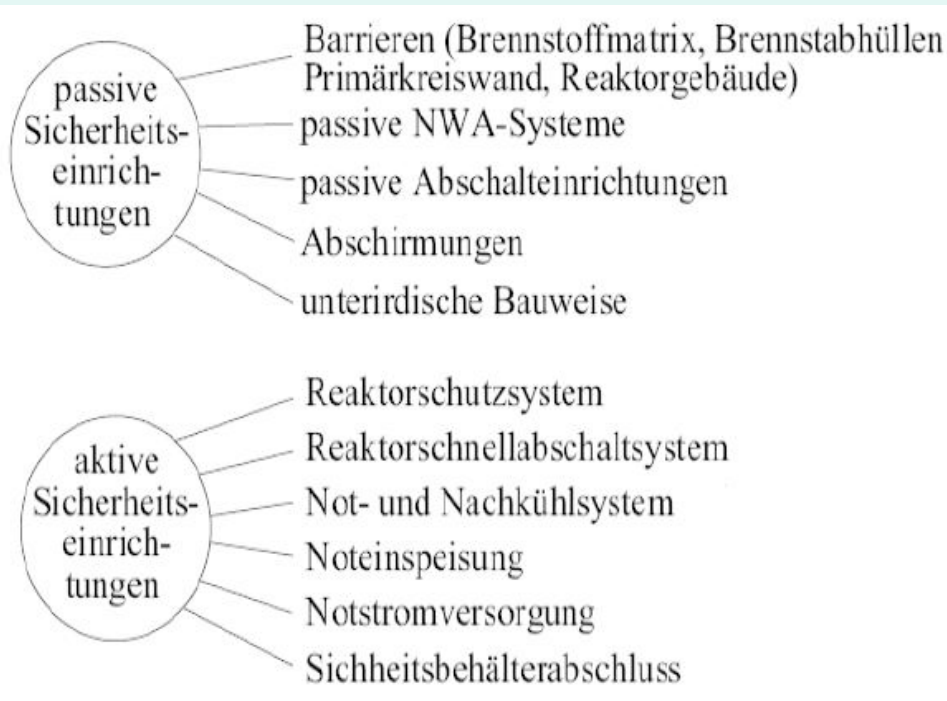 passive
Sicherheits-
einrich-
tungen
Barrieren (Brennstoffmatrix, Brennstabhüllen
Primärkreiswand, Reaktorgebäude)
passive NWA-Systeme
passive Abschalteinrichtungen
Abschirmungen
unterirdische Bauweise
aktive
Sicherheits-
einrich-
tungen
Reaktorschutzsystem
Reaktorschnellabschaltsystem
Not- und Nachkühlsystem
Noteinspeisung
Notstromversorgung
Sichheitsbehälterabschluss